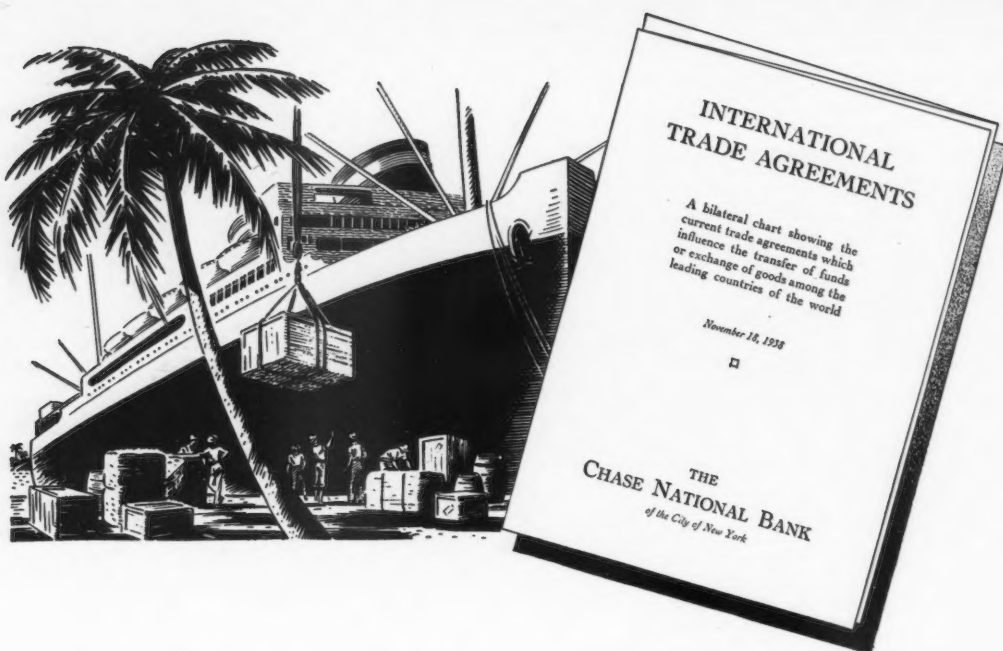 INTERNATIONAL
TRADE AGREEMENTS
A bilateral chart showing the
current trade agreements which
influence the transfer of funds
or exchange of goods among the
leading countries of the world
November 18, 1938
THE
CHASE NATIONAL BANK
of the City of New York